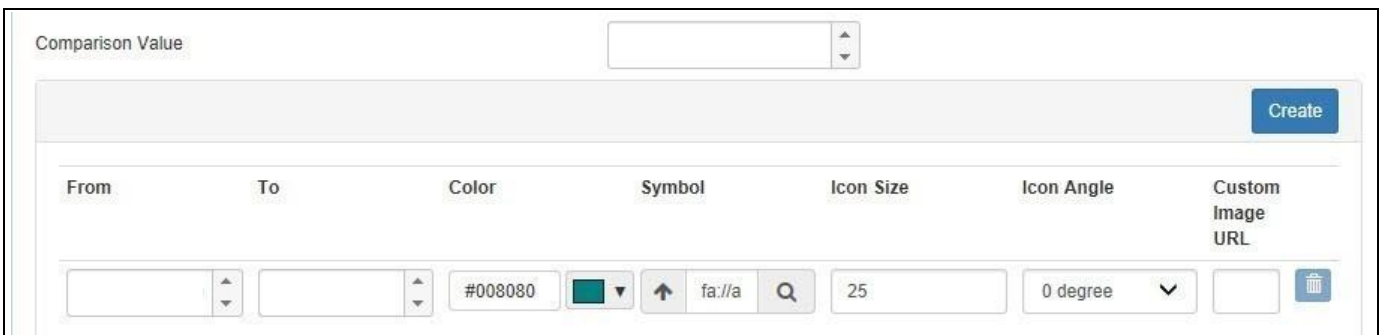 Comparison Value
Create
From To Color Symbol Icon Size Icon Angle Custom
Image
URL
#008080 fa://a 25 0 degree